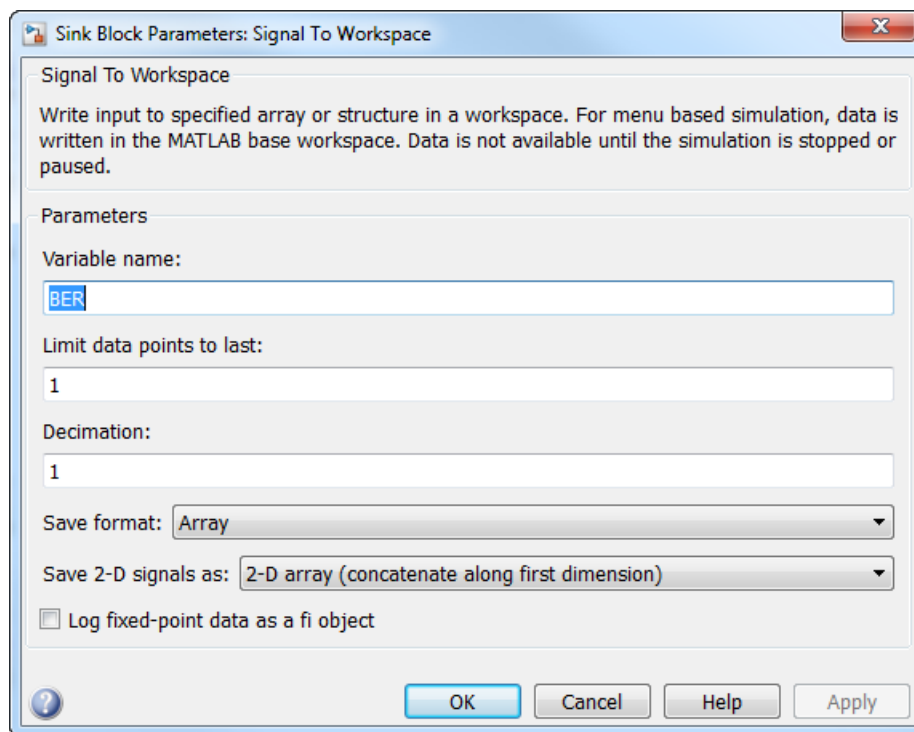 Sink Block Parameters: Signal To Workspace
Signal To Workspace
Write input to specified array or structure in a workspace. For menu based simulation, data is
written in the MATLAB base workspace. Data is not available until the simulation is stopped or
paused.
Parameters
Variable name:
BER
Limit data points to last:
1
Decimation:
1
Save format: Array
Save 2-D signals as: 2-D array (concatenate along first dimension)
Log fixed-point data as a fi object
OK Cancel Help Apply